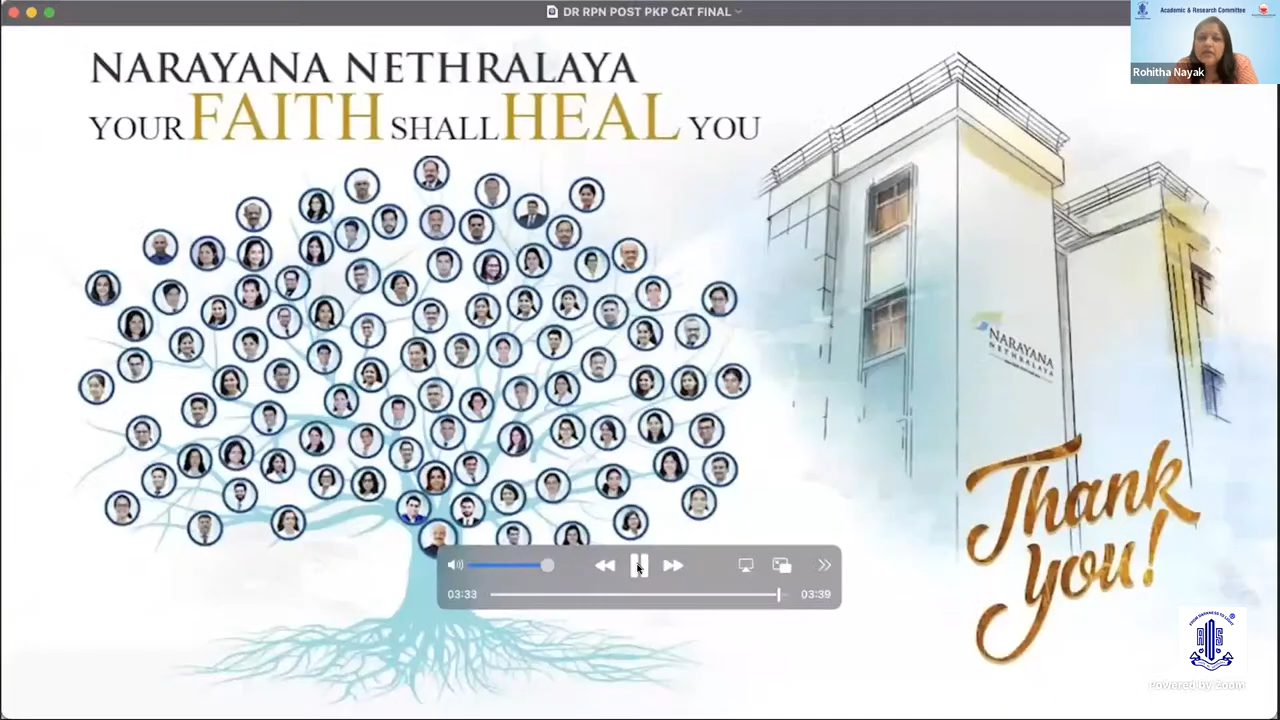 DR RPN POST PKP CAT FINAL
Academic & Research Committee
Rohitha Nayak
NARAYANA NETHRALAYA
YOUR FAITH SHALL HEAL YOU
NARAYANA
NETHRALAYA
Thank
you!
03:33
03:39
Powered by Zoom